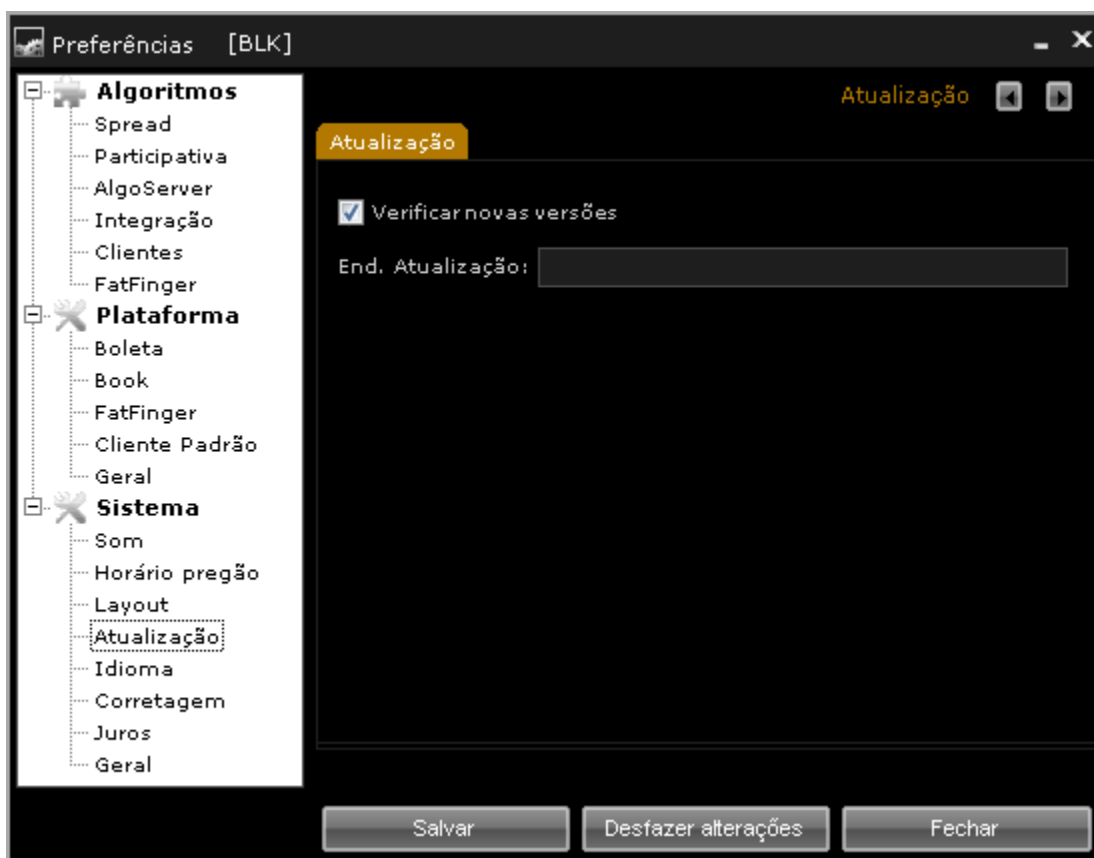 Preferências [BLK]
Algoritmos
Spread
Participativa
AlgoServer
Integração
Clientes
FatFinger
Plataforma
Boleta
Book
FatFinger
Cliente Padrão
Geral
Sistema
Som
Horário pregão
Layout
Atualização
Idioma
Corretagem
Juros
Geral
Atualização
Atualização
Verificar novas versões
End. Atualização:
Salvar
Desfazer alterações
Fechar